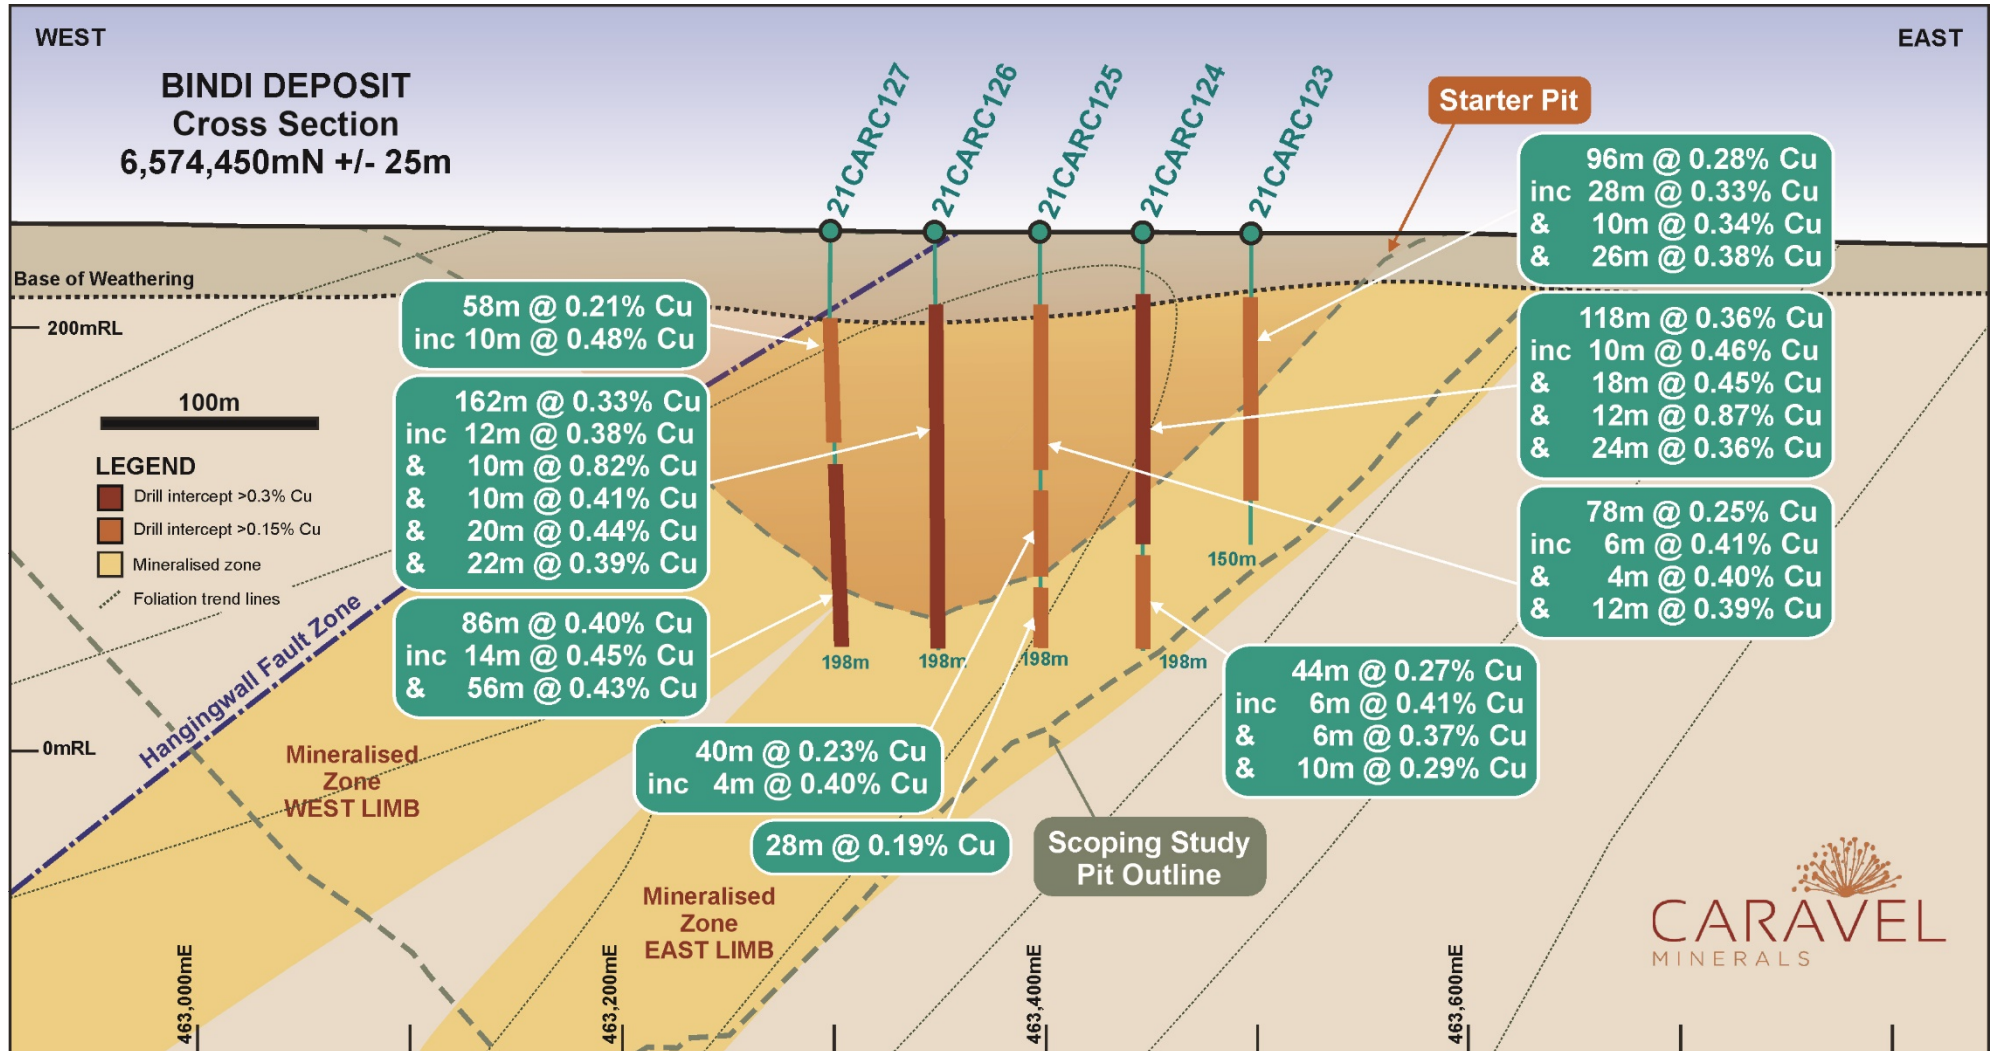 WEST
EAST
BINDI DEPOSIT
Cross Section
6,574,450mN +/- 25m
21CARC127
21CARC126
21CARC125
21CARC124
21CARC123
Starter Pit
96m @ 0.28% Cu
inc 28m @ 0.33% Cu
& 10m @ 0.34% Cu
& 26m @ 0.38% Cu
Base of Weathering
200mRL
58m @ 0.21% Cu
inc 10m @ 0.48% Cu
118m @ 0.36% Cu
inc 10m @ 0.46% Cu
& 18m @ 0.45% Cu
& 12m @ 0.87% Cu
& 24m @ 0.36% Cu
100m
162m @ 0.33% Cu
inc 12m @ 0.38% Cu
& 10m @ 0.82% Cu
& 10m @ 0.41% Cu
& 20m @ 0.44% Cu
& 22m @ 0.39% Cu
LEGEND
Drill intercept >0.3% Cu
Drill intercept >0.15% Cu
Mineralised zone
Foliation trend lines
78m @ 0.25% Cu
inc 6m @ 0.41% Cu
& 4m @ 0.40% Cu
& 12m @ 0.39% Cu
150m
86m @ 0.40% Cu
inc 14m @ 0.45% Cu
& 56m @ 0.43% Cu
198m
198m
198m
198m
Hangingwall Fault Zone
44m @ 0.27% Cu
inc 6m @ 0.41% Cu
& 6m @ 0.37% Cu
& 10m @ 0.29% Cu
0mRL
Mineralised
Zone
WEST LIMB
40m @ 0.23% Cu
inc 4m @ 0.40% Cu
28m @ 0.19% Cu
Scoping Study
Pit Outline
Mineralised
Zone
EAST LIMB
CARAVEL
MINERALS
463,000mE
463,200mE
463,400mE
463,600mE